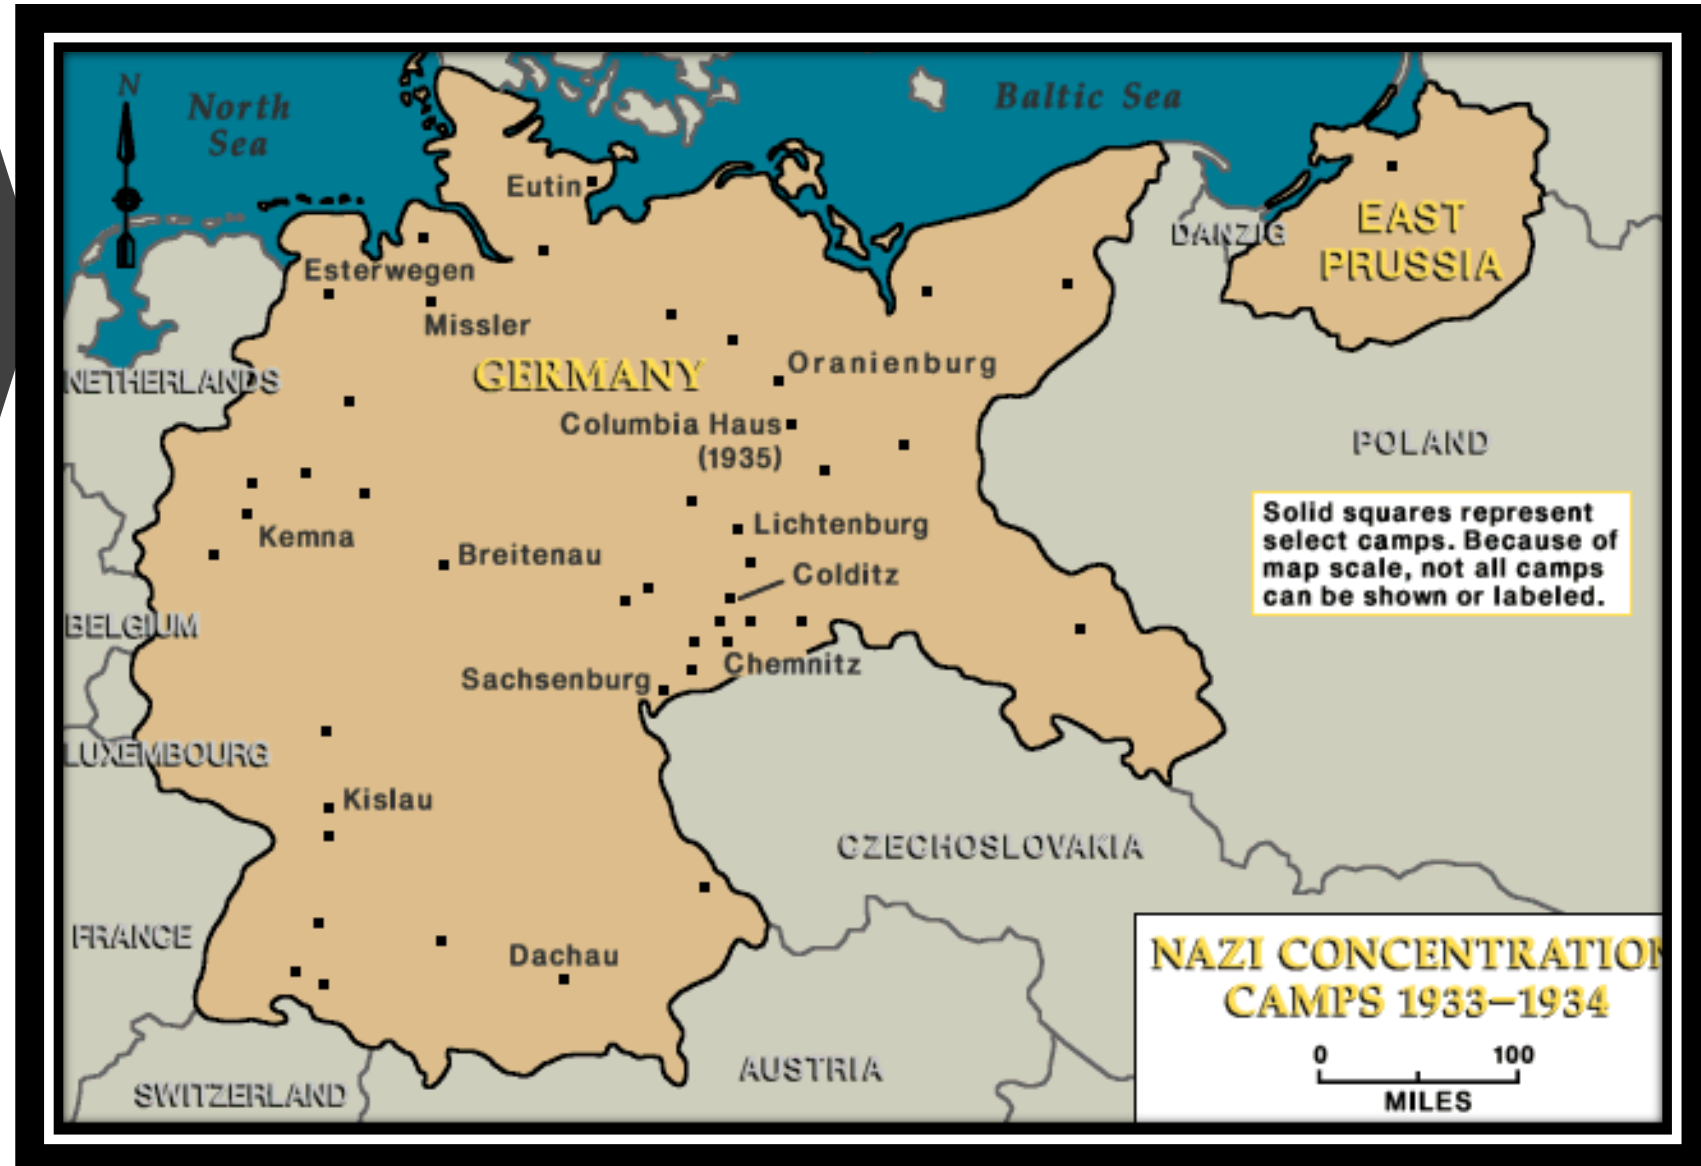 N
North
Sea
Baltic Sea
Eutin
DANZIG
EAST
PRUSSIA
Esterwegen
Missler
GERMANY
Oranienburg
NETHERLANDS
Columbia Haus
(1935)
POLAND
Solid squares represent
select camps. Because of
map scale, not all camps
can be shown or labeled.
Kemna
Lichtenburg
Breitenau
Colditz
BELGIUM
Chemnitz
Sachsenburg
LUXEMBOURG
Kislau
CZECHOSLOVAKIA
FRANCE
Dachau
NAZI CONCENTRATION
CAMPS 1933–1934
0 100
MILES
AUSTRIA
SWITZERLAND